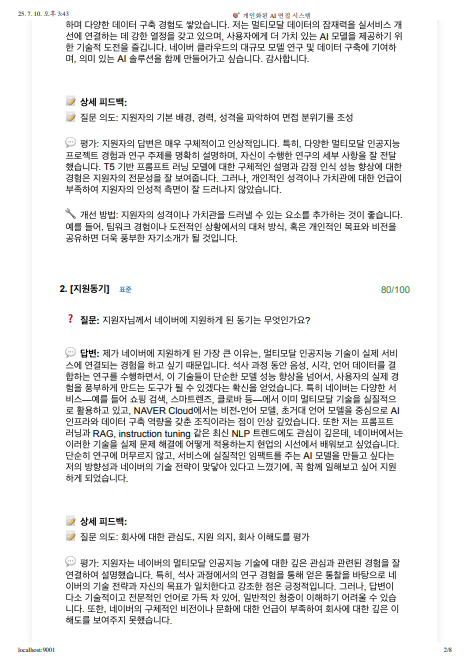 25. 7. 10. 오후 3:43
개인화된 AI 면접 시스템
하며 다양한 데이터 구축 경험도 쌓았습니다. 저는 멀티모달 데이터의 잠재력을 실서비스 개
선에 연결하는 데 강한 열정을 갖고 있으며, 사용자에게 더 가치 있는 AI 모델을 제공하기 위
한 기술적 도전을 즐깁니다. 네이버 클라우드의 대규모 모델 연구 및 데이터 구축에 기여하
며, 의미 있는 AI 솔루션을 함께 만들어가고 싶습니다. 감사합니다.
상세 피드백:
질문 의도: 지원자의 기본 배경, 경력, 성격을 파악하여 면접 분위기를 조성
평가: 지원자의 답변은 매우 구체적이고 인상적입니다. 특히, 다양한 멀티모달 인공지능
프로젝트 경험과 연구 주제를 명확히 설명하며, 자신이 수행한 연구의 세부 사항을 잘 전달
했습니다. T5 기반 프롬프트 러닝 모델에 대한 구체적인 설명과 감정 인식 성능 향상에 대한
경험은 지원자의 전문성을 잘 보여줍니다. 그러나, 개인적인 성격이나 가치관에 대한 언급이
부족하여 지원자의 인성적 측면이 잘 드러나지 않았습니다.
개선 방법: 지원자의 성격이나 가치관을 드러낼 수 있는 요소를 추가하는 것이 좋습니다.
예를 들어, 팀워크 경험이나 도전적인 상황에서의 대처 방식, 혹은 개인적인 목표와 비전을
공유하면 더욱 풍부한 자기소개가 될 것입니다.
2. [지원동기] 표준 80/100
질문: 지원자님께서 네이버에 지원하게 된 동기는 무엇인가요?
답변: 제가 네이버에 지원하게 된 가장 큰 이유는, 멀티모달 인공지능 기술이 실제 서비
스에 연결되는 경험을 하고 싶기 때문입니다. 석사 과정 동안 음성, 시각, 언어 데이터를 결
합하는 연구를 수행하면서, 이 기술들이 단순한 모델 성능 향상을 넘어서, 사용자의 실제 경
험을 풍부하게 만드는 도구가 될 수 있겠다는 확신을 얻었습니다. 특히 네이버는 다양한 서
비스—예를 들어 쇼핑 검색, 스마트렌즈, 클로바 등—에서 이미 멀티모달 기술을 실질적으
로 활용하고 있고, NAVER Cloud에서는 비전-언어 모델, 초거대 언어 모델을 중심으로 AI
인프라와 데이터 구축 역량을 갖춘 조직이라는 점이 인상 깊었습니다. 또한 저는 프롬프트
러닝과 RAG, instruction tuning 같은 최신 NLP 트렌드에도 관심이 깊은데, 네이버에서는
이러한 기술을 실제 문제 해결에 어떻게 적용하는지 현업의 시선에서 배워보고 싶었습니다.
단순히 연구에 머무르지 않고, 서비스에 실질적인 임팩트를 주는 AI 모델을 만들고 싶다는
저의 방향성과 네이버의 기술 전략이 맞닿아 있다고 느꼈기에, 꼭 함께 일해보고 싶어 지원
하게 되었습니다.
상세 피드백:
질문 의도: 회사에 대한 관심도, 지원 의지, 회사 이해도를 평가
평가: 지원자는 네이버의 멀티모달 인공지능 기술에 대한 깊은 관심과 관련된 경험을 잘
연결하여 설명했습니다. 특히, 석사 과정에서의 연구 경험을 통해 얻은 통찰을 바탕으로 네
이버의 기술 전략과 자신의 목표가 일치한다고 강조한 점은 긍정적입니다. 그러나, 답변이
다소 기술적이고 전문적인 언어로 가득 차 있어, 일반적인 청중이 이해하기 어려울 수 있습
니다. 또한, 네이버의 구체적인 비전이나 문화에 대한 언급이 부족하여 회사에 대한 깊은 이
해도를 보여주지 못했습니다.
localhost:9001
2/8